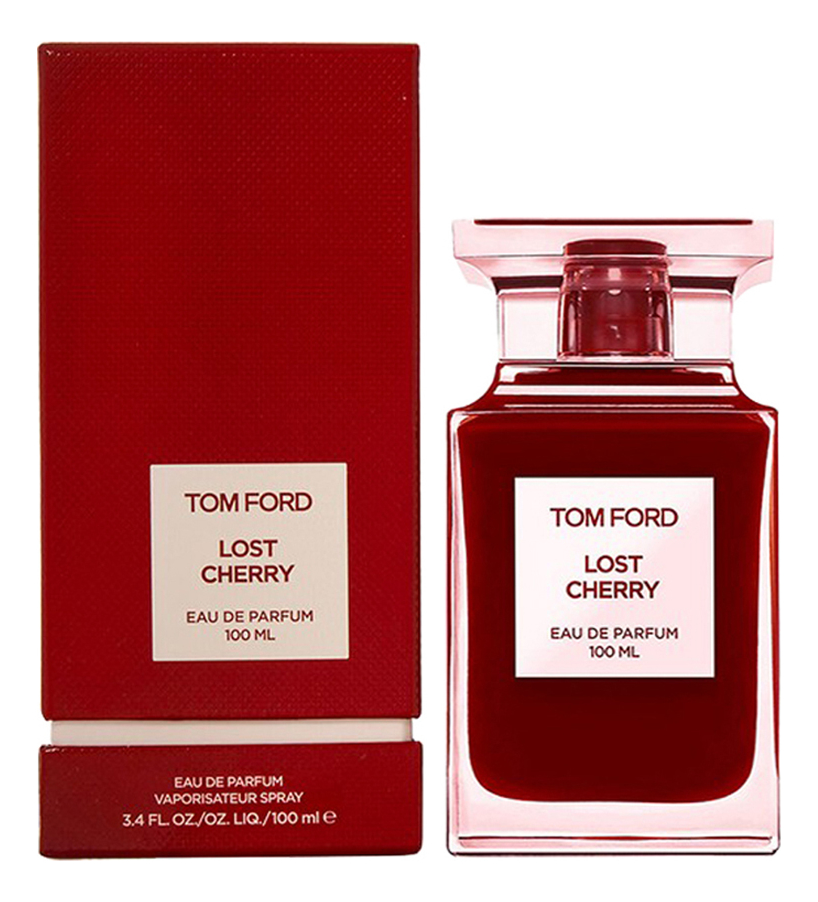 TOM FORD
LOST
CHERRY
EAU DE PARFUM
100 ML
EAU DE PARFUM
VAPORISATEUR SPRAY
3.4 FL. OZ./OZ. LIQ./100 ml ℮
TOM FORD
LOST
CHERRY
EAU DE PARFUM
100 ML